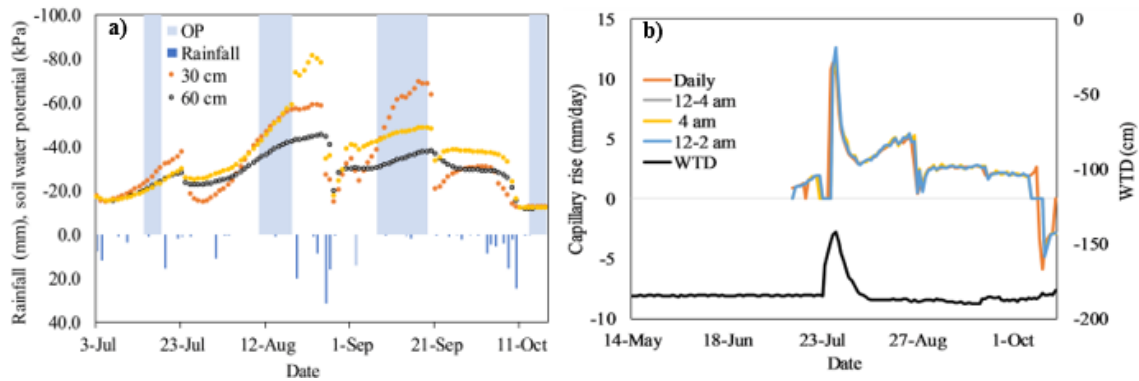 a)
OP
Rainfall
30 cm
60 cm
-100.0
-80.0
-60.0
-40.0
-20.0
0.0
20.0
40.0
Rainfall (mm), soil water potential (kPa)
3-Jul 23-Jul 12-Aug 1-Sep 21-Sep 11-Oct
Date
b)
Daily
12-4 am
4 am
12-2 am
WTD
15
10
5
0
-5
-10
Capillary rise (mm/day)
0
-50
-100
-150
-200
WTD (cm)
14-May 18-Jun 23-Jul 27-Aug 1-Oct
Date